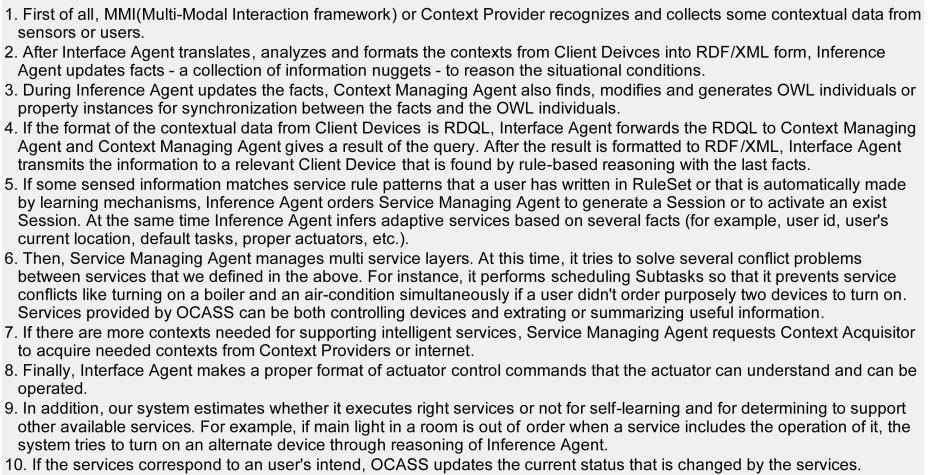 1. First of all, MMI(Multi-Modal Interaction framework) or Context Provider recognizes and collects some contextual data from
sensors or users.
2. After Interface Agent translates, analyzes and formats the contexts from Client Deivces into RDF/XML form, Inference
Agent updates facts - a collection of information nuggets - to reason the situational conditions.
3. During Inference Agent updates the facts, Context Managing Agent also finds, modifies and generates OWL individuals or
property instances for synchronization between the facts and the OWL individuals.
4. If the format of the contextual data from Client Devices is RDQL, Interface Agent forwards the RDQL to Context Managing
Agent and Context Managing Agent gives a result of the query. After the result is formatted to RDF/XML, Interface Agent
transmits the information to a relevant Client Device that is found by rule-based reasoning with the last facts.
5. If some sensed information matches service rule patterns that a user has written in RuleSet or that is automatically made
by learning mechanisms, Inference Agent orders Service Managing Agent to generate a Session or to activate an exist
Session. At the same time Inference Agent infers adaptive services based on several facts (for example, user id, user's
current location, default tasks, proper actuators, etc.).
6. Then, Service Managing Agent manages multi service layers. At this time, it tries to solve several conflict problems
between services that we defined in the above. For instance, it performs scheduling Subtasks so that it prevents service
conflicts like turning on a boiler and an air-condition simultaneously if a user didn't order purposely two devices to turn on.
Services provided by OCASS can be both controlling devices and extrating or summarizing useful information.
7. If there are more contexts needed for supporting intelligent services, Service Managing Agent requests Context Acquisitor
to acquire needed contexts from Context Providers or internet.
8. Finally, Interface Agent makes a proper format of actuator control commands that the actuator can understand and can be
operated.
9. In addition, our system estimates whether it executes right services or not for self-learning and for determining to support
other available services. For example, if main light in a room is out of order when a service includes the operation of it, the
system tries to turn on an alternate device through reasoning of Inference Agent.
10. If the services correspond to an user's intend, OCASS updates the current status that is changed by the services.